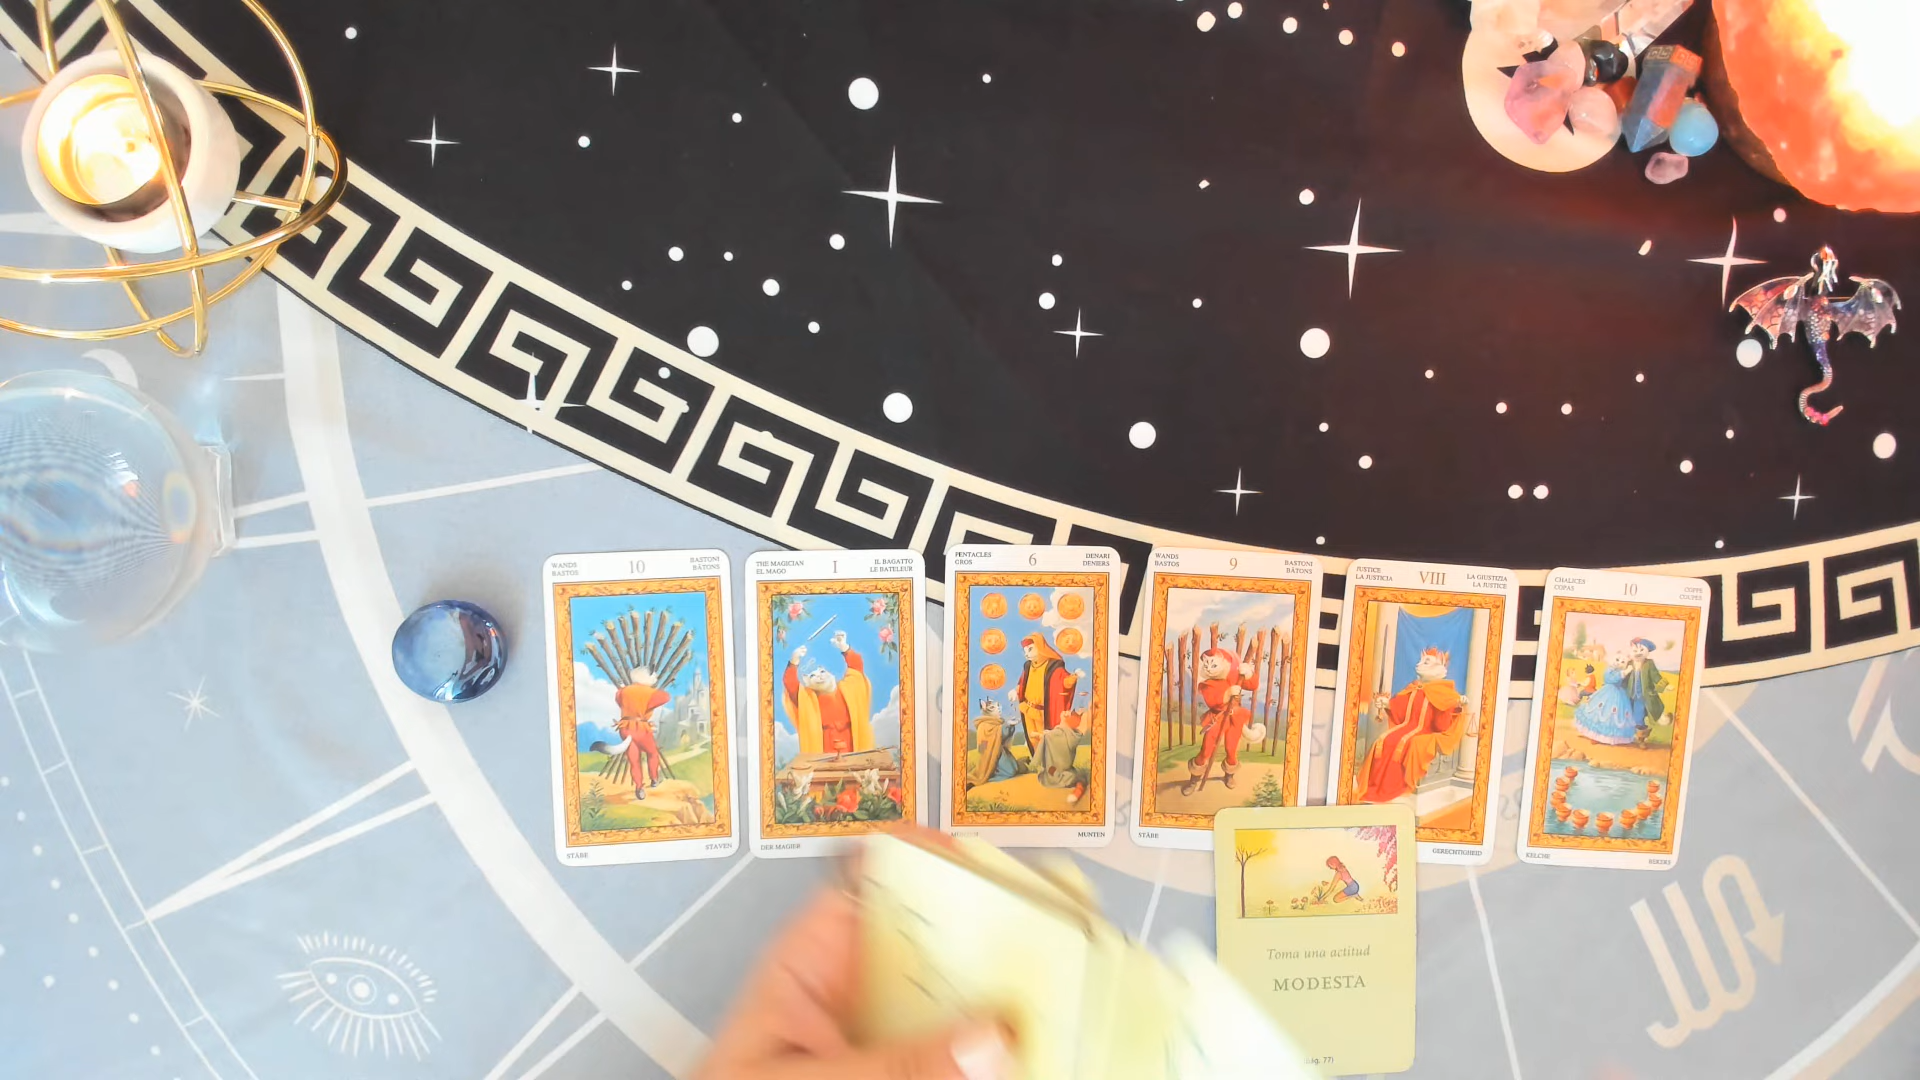 WANDS
BASTOS
10
BASTONI
BÂTONS
STÄBE
STAVEN
THE MAGICIAN
EL MAGO
I
IL BAGATTO
LE BATELEUR
DER MAGIER
PENTACLES
OROS
6
DENARI
DENIERS
MUNTEN
WANDS
BASTOS
9
BASTONI
BÂTONS
STÄBE
JUSTICE
LA JUSTICIA
VIII
LA GIUSTIZIA
LA JUSTICE
GERECHTIGHEID
CHALICES
COPAS
10
COPPE
COUPES
KELCHE
BEKERS
Toma una actitud
MODESTA
pág. 77)